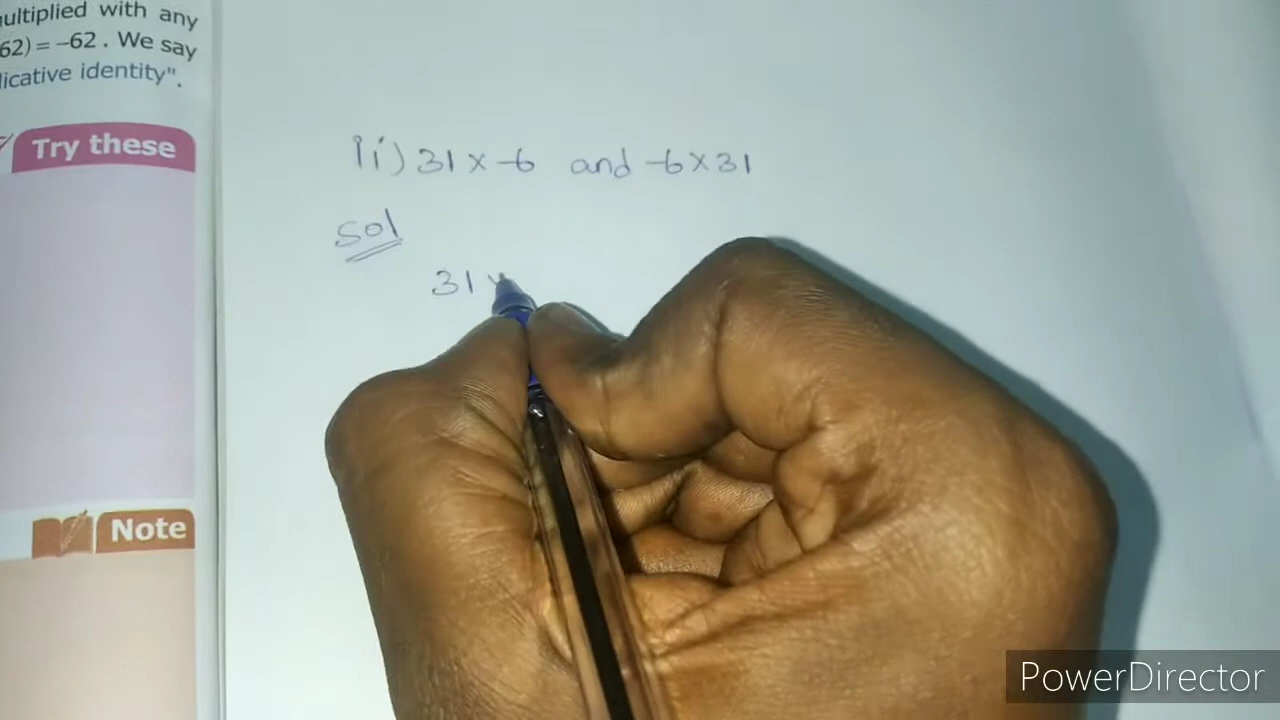 ultiplied with any
62) = –62 . We say
licative identity".
Try these
Note
ii) 31 × -6 and -6 × 31
Sol
31 ×
PowerDirector